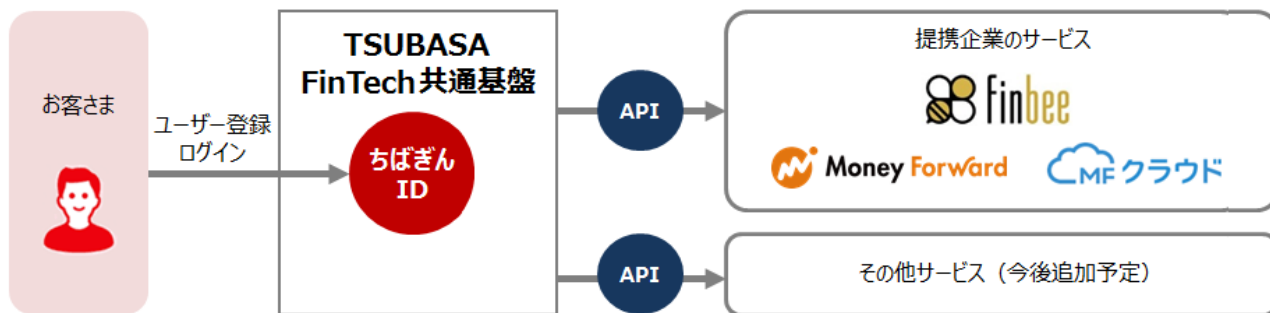 お客さま
ユーザー登録
ログイン
TSUBASA
FinTech共通基盤
ちばぎん
ID
API
提携企業のサービス
finbee
Money Forward
MFクラウド
API
その他サービス（今後追加予定）